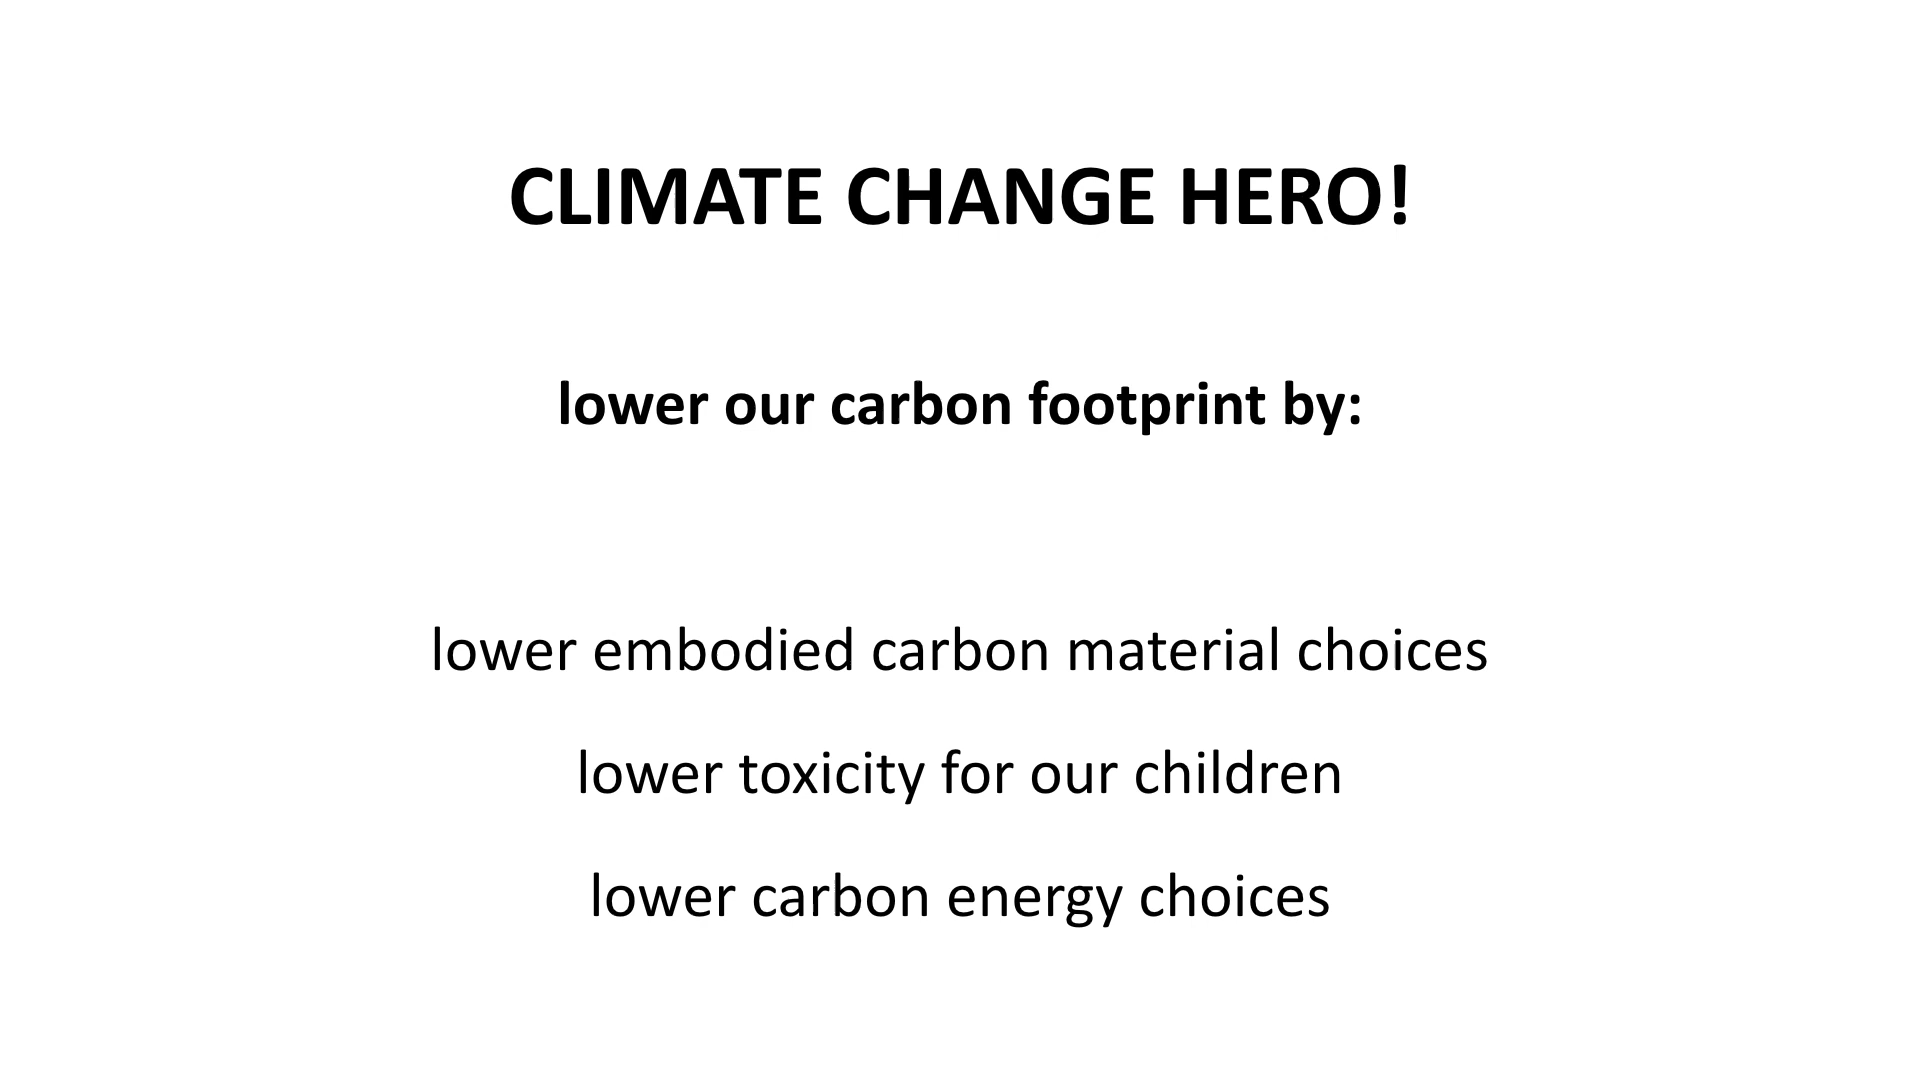 CLIMATE CHANGE HERO!
lower our carbon footprint by:
lower embodied carbon material choices
lower toxicity for our children
lower carbon energy choices